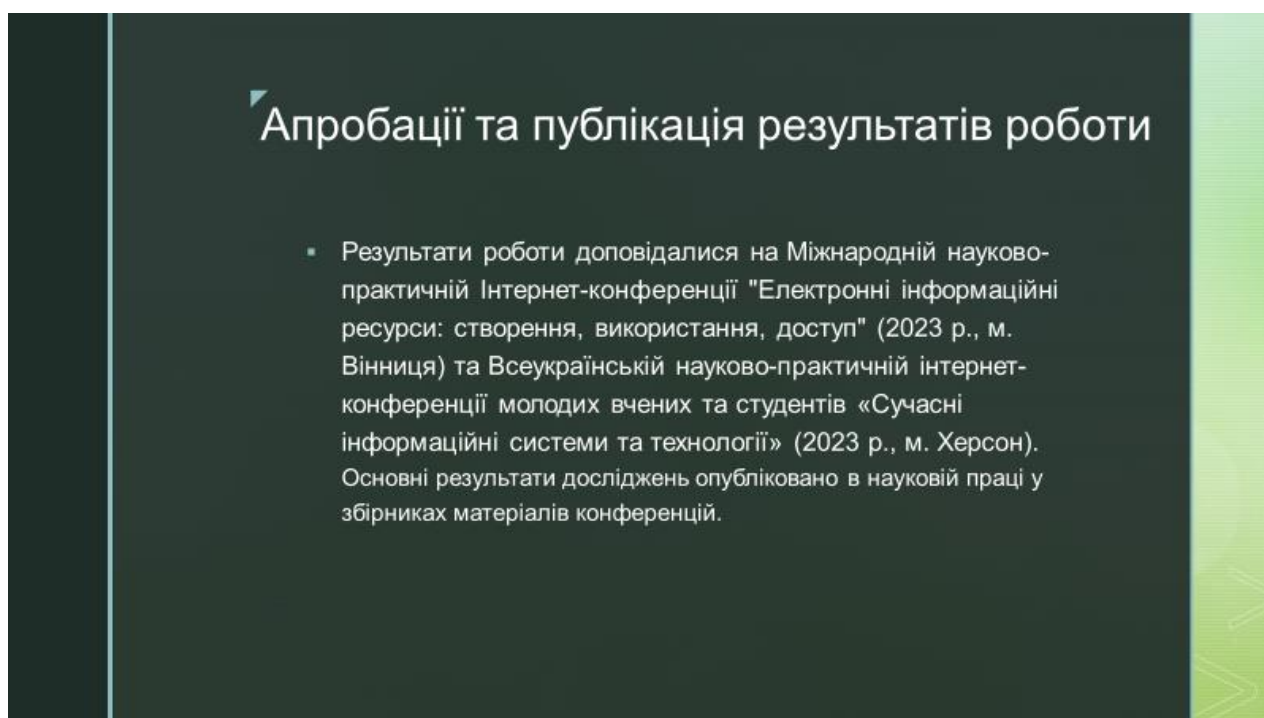 Апробації та публікація результатів роботи
▪ Результати роботи доповідалися на Міжнародній науково-
практичній Інтернет-конференції "Електронні інформаційні
ресурси: створення, використання, доступ" (2023 р., м.
Вінниця) та Всеукраїнській науково-практичній інтернет-
конференції молодих вчених та студентів «Сучасні
інформаційні системи та технології» (2023 р., м. Херсон).
Основні результати досліджень опубліковано в науковій праці у
збірниках матеріалів конференцій.